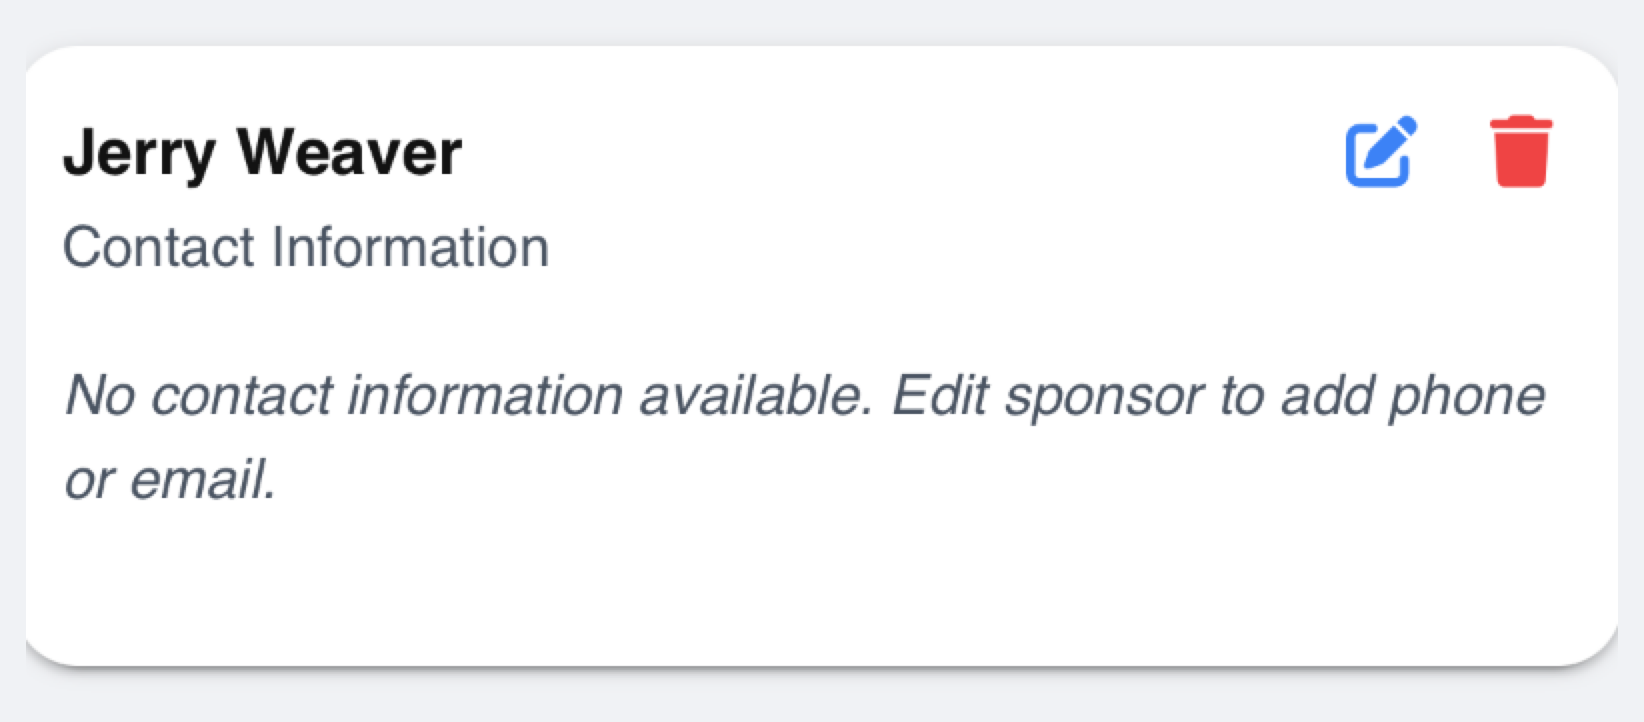 Jerry Weaver
Contact Information
No contact information available. Edit sponsor to add phone
or email.